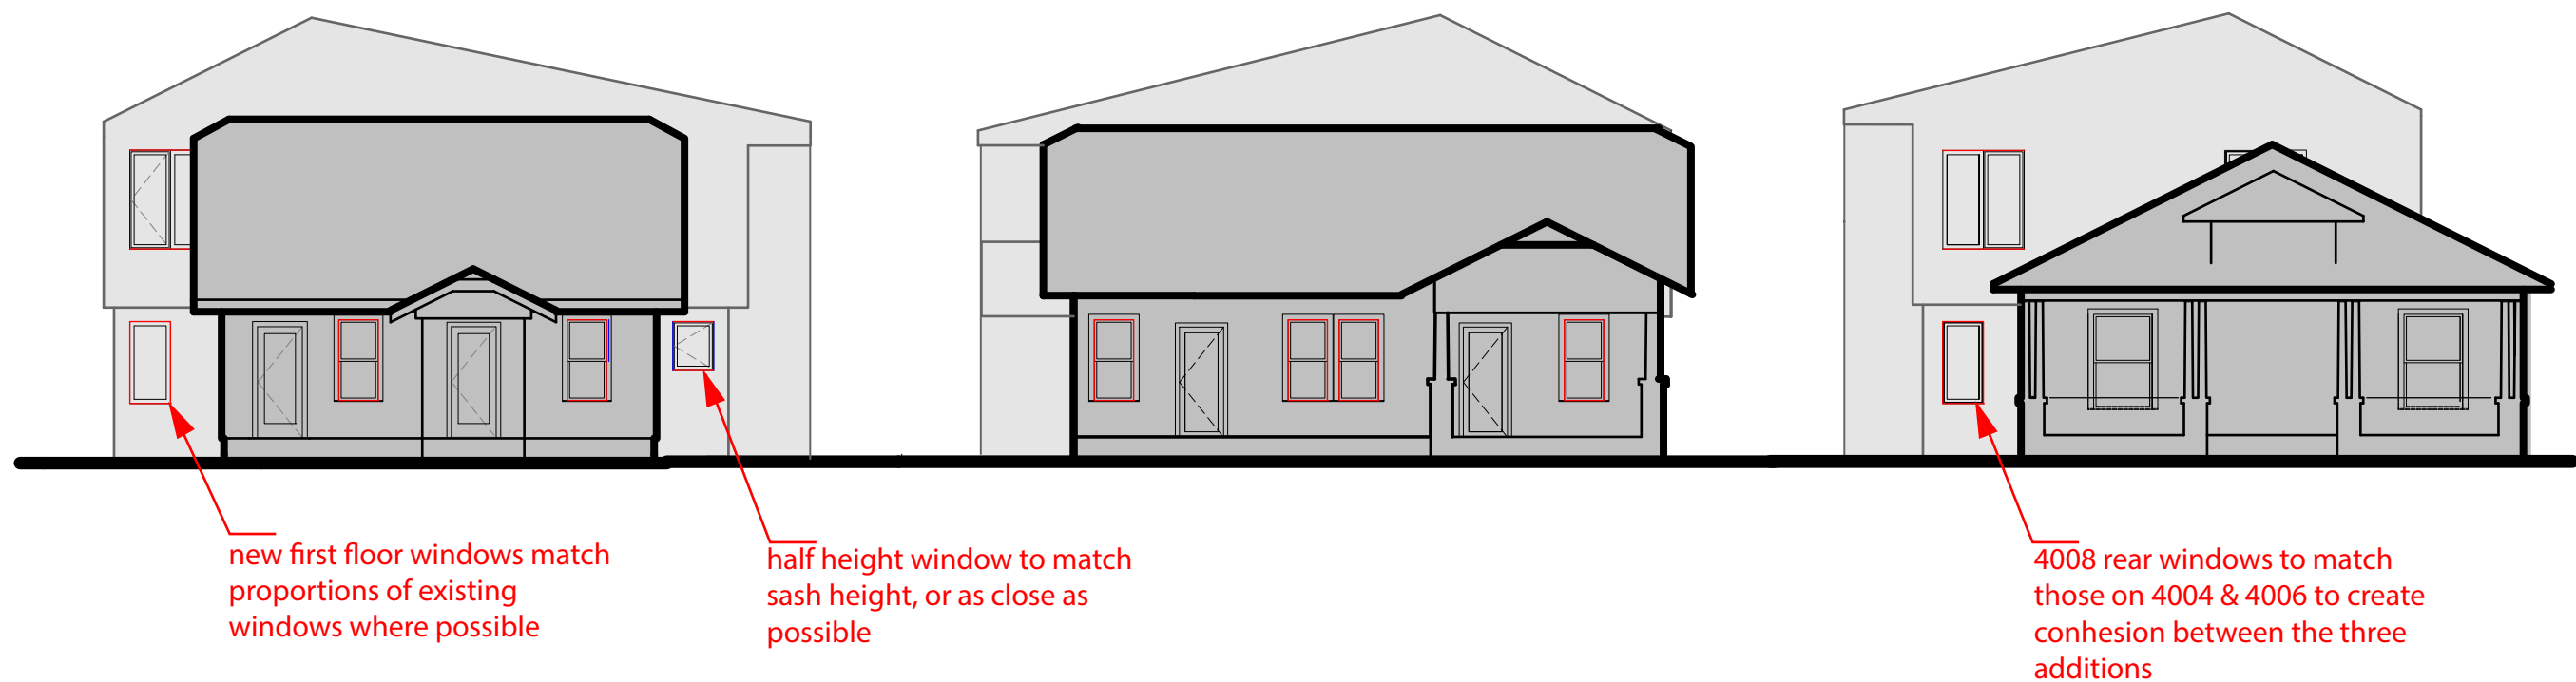 new first floor windows match
proportions of existing
windows where possible
half height window to match
sash height, or as close as
possible
4008 rear windows to match
those on 4004 & 4006 to create
conhesion between the three
additions